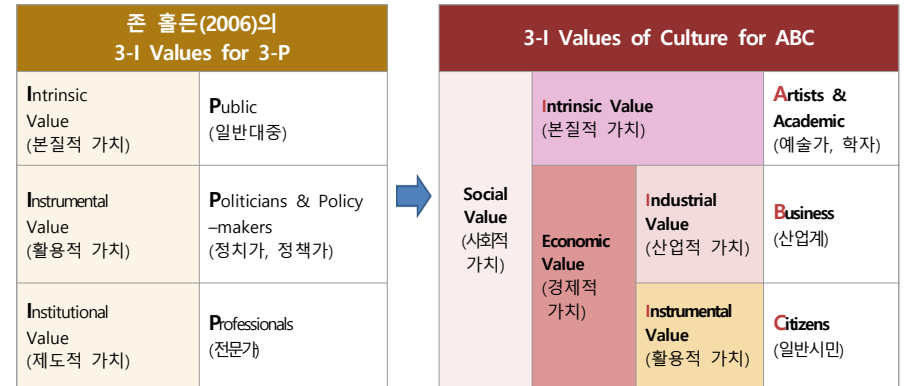 존 홀든(2006)의
3-I Values for 3-P
Intrinsic
Value
(본질적 가치)
Public
(일반대중)
Instrumental
Value
(활용적 가치)
Politicians & Policy
–makers
(정치가, 정책가)
Institutional
Value
(제도적 가치)
Professionals
(전문가)
3-I Values of Culture for ABC
Social
Value
(사회적
가치)
Intrinsic Value
(본질적 가치)
Artists &
Academic
(예술가, 학자)
Economic
Value
(경제적
가치)
Industrial
Value
(산업적 가치)
Business
(산업계)
Instrumental
Value
(활용적 가치)
Citizens
(일반시민)